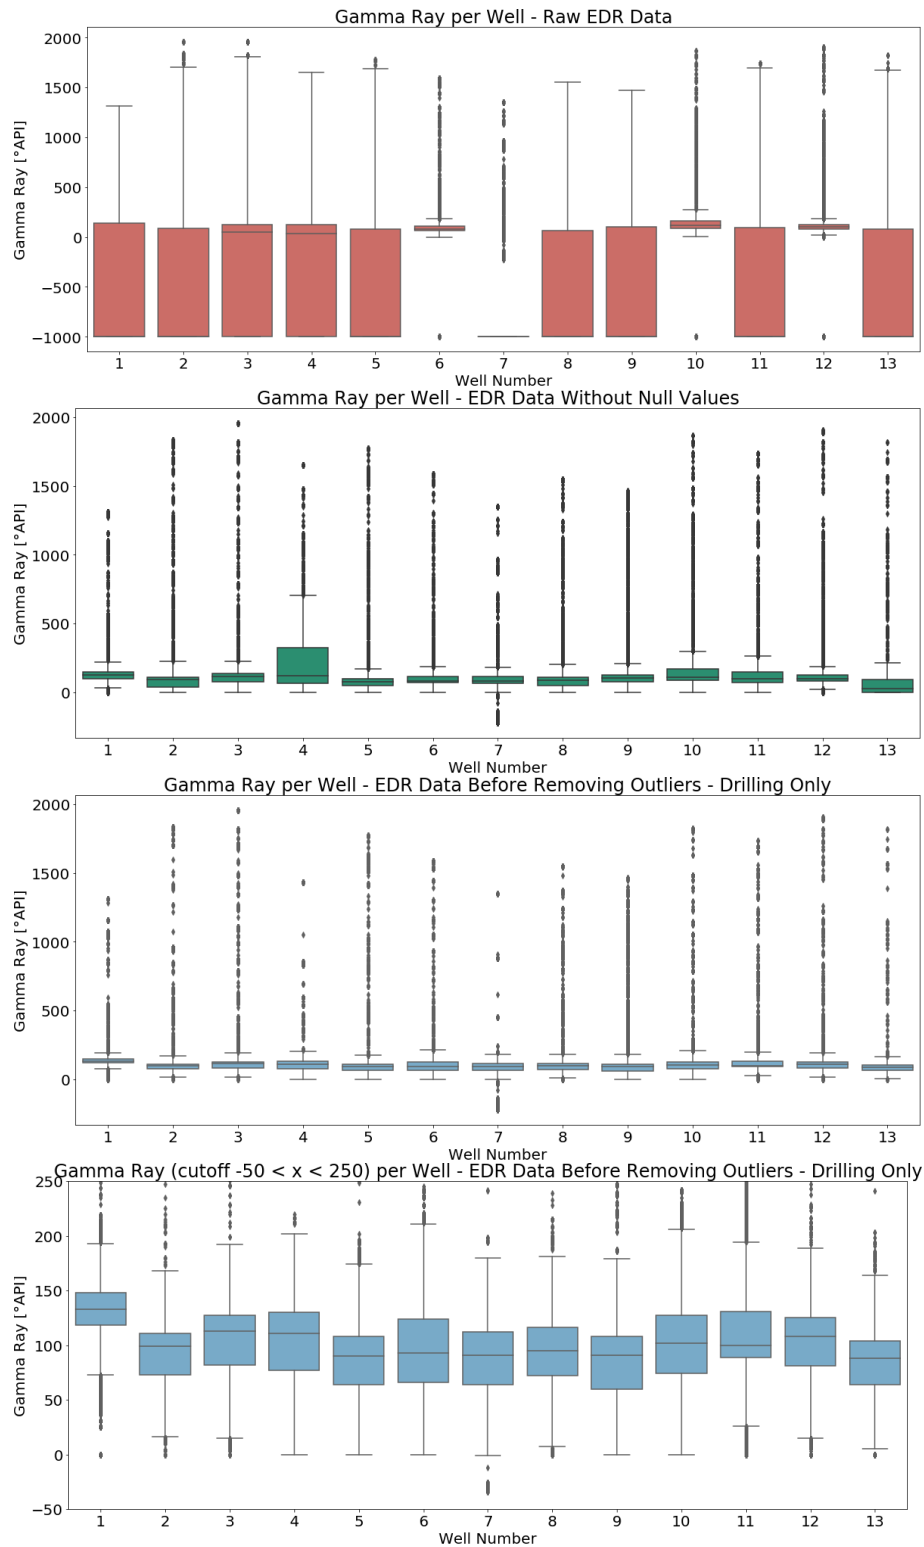 Gamma Ray per Well - Raw EDR Data
Gamma Ray [°API]
2000
1500
1000
500
0
−500
−1000
1 2 3 4 5 6 7 8 9 10 11 12 13
Well Number
Gamma Ray per Well - EDR Data Without Null Values
Gamma Ray [°API]
2000
1500
1000
500
0
1 2 3 4 5 6 7 8 9 10 11 12 13
Well Number
Gamma Ray per Well - EDR Data Before Removing Outliers - Drilling Only
Gamma Ray [°API]
2000
1500
1000
500
0
1 2 3 4 5 6 7 8 9 10 11 12 13
Well Number
Gamma Ray (cutoff -50 < x < 250) per Well - EDR Data Before Removing Outliers - Drilling Only
Gamma Ray [°API]
250
200
150
100
50
0
−50
1 2 3 4 5 6 7 8 9 10 11 12 13
Well Number